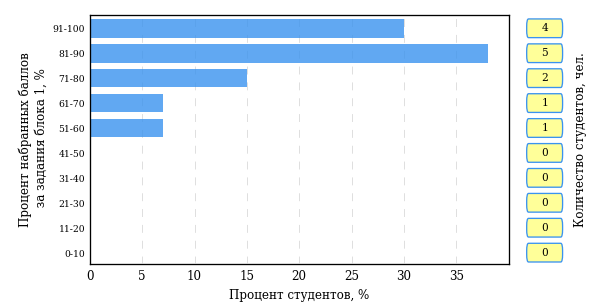 Процент набранных баллов
за задания блока 1, %
91-100 4
81-90 5
71-80 2
61-70 1
51-60 1
41-50 0
31-40 0
21-30 0
11-20 0
0-10 0
0 5 10 15 20 25 30 35
Процент студентов, %
Количество студентов, чел.